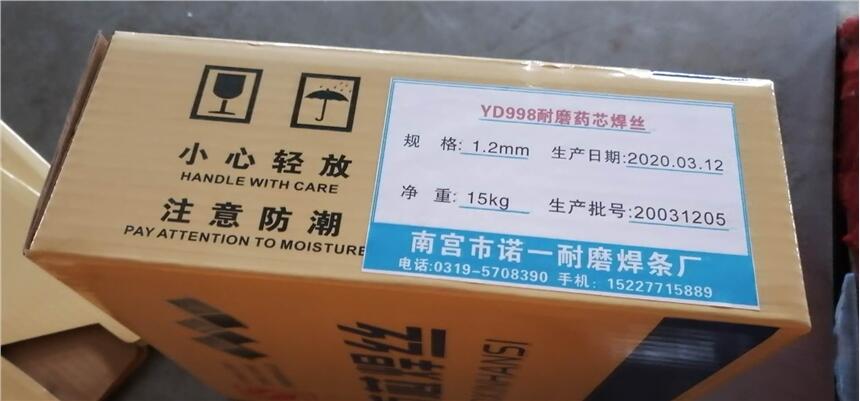 小心轻放
HANDLE WITH CARE
注意防潮
PAY ATTENTION TO MOISTURE
YD998耐磨药芯焊丝
规 格: 1.2mm 生产日期:2020.03.12
净 重: 15kg 生产批号:20031205
南宫市诺一耐磨焊条厂
电话:0319-5708390 手机: 15227715889